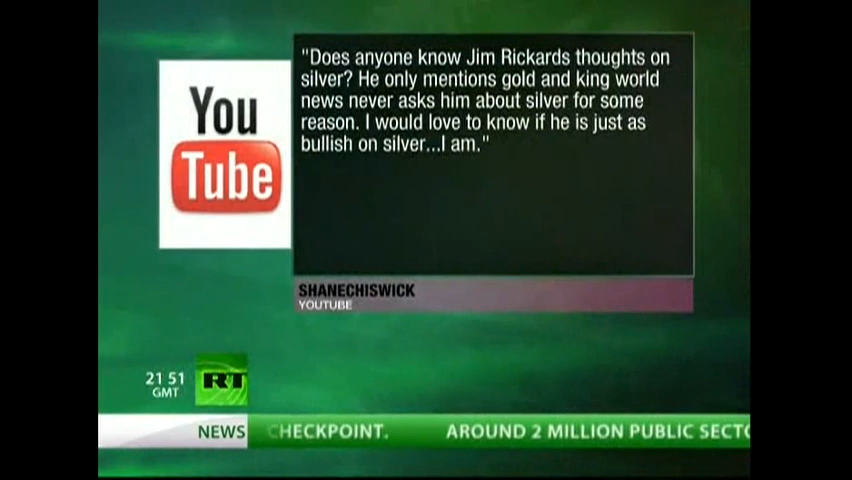 You
Tube
"Does anyone know Jim Rickards thoughts on
silver? He only mentions gold and king world
news never asks him about silver for some
reason. I would love to know if he is just as
bullish on silver...I am."
SHANECHISWICK
YOUTUBE
21 51
GMT
RT
NEWS
CHECKPOINT. AROUND 2 MILLION PUBLIC SECTO